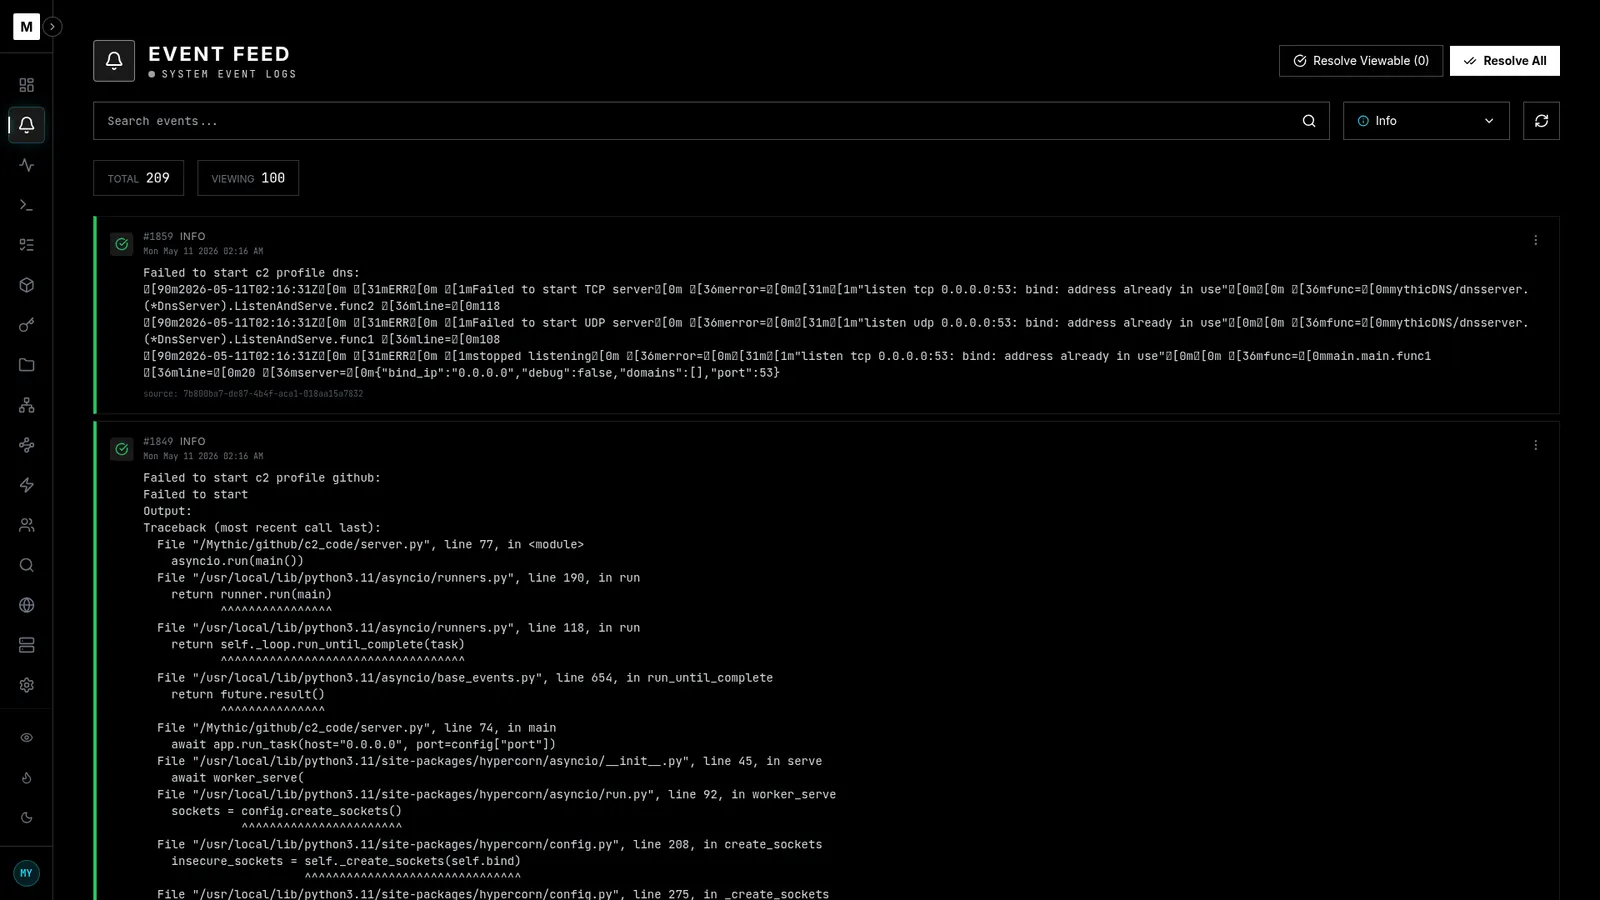 M
EVENT FEED
SYSTEM EVENT LOGS
Resolve Viewable (0)
Resolve All
Search events...
Info
TOTAL 209
VIEWING 100
#1859 INFO
Mon May 11 2026 02:16 AM
Failed to start c2 profile dns:
[90m2026-05-11T02:16:31Z[0m [31mERR[0m [1mFailed to start TCP server[0m [36merror=[0m[31m[1m"listen tcp 0.0.0.0:53: bind: address already in use"[0m[0m [36mfunc=[0mmythicDNS/dnsserver.
(*DnsServer).ListenAndServe.func2 [36mline=[0m118
[90m2026-05-11T02:16:31Z[0m [31mERR[0m [1mFailed to start UDP server[0m [36merror=[0m[31m[1m"listen udp 0.0.0.0:53: bind: address already in use"[0m[0m [36mfunc=[0mmythicDNS/dnsserver.
(*DnsServer).ListenAndServe.func1 [36mline=[0m108
[90m2026-05-11T02:16:31Z[0m [31mERR[0m [1mstopped listening[0m [36merror=[0m[31m[1m"listen tcp 0.0.0.0:53: bind: address already in use"[0m[0m [36mfunc=[0mmain.main.func1
[36mline=[0m20 [36mserver=[0m{"bind_ip":"0.0.0.0","debug":false,"domains":[],"port":53}
source: 7b800ba7-de87-4b4f-aca1-018aa15a7832
#1849 INFO
Mon May 11 2026 02:16 AM
Failed to start c2 profile github:
Failed to start
Output:
Traceback (most recent call last):
File "/Mythic/github/c2_code/server.py", line 77, in <module>
asyncio.run(main())
File "/usr/local/lib/python3.11/asyncio/runners.py", line 190, in run
return runner.run(main)
^^^^^^^^^^^^^^^^
File "/usr/local/lib/python3.11/asyncio/runners.py", line 118, in run
return self._loop.run_until_complete(task)
^^^^^^^^^^^^^^^^^^^^^^^^^^^^^^^^^^^
File "/usr/local/lib/python3.11/asyncio/base_events.py", line 654, in run_until_complete
return future.result()
^^^^^^^^^^^^^^^
File "/Mythic/github/c2_code/server.py", line 74, in main
await app.run_task(host="0.0.0.0", port=config["port"])
File "/usr/local/lib/python3.11/site-packages/hypercorn/asyncio/__init__.py", line 45, in serve
await worker_serve(
File "/usr/local/lib/python3.11/site-packages/hypercorn/asyncio/run.py", line 92, in worker_serve
sockets = config.create_sockets()
^^^^^^^^^^^^^^^^^^^^^^^
File "/usr/local/lib/python3.11/site-packages/hypercorn/config.py", line 208, in create_sockets
insecure_sockets = self._create_sockets(self.bind)
^^^^^^^^^^^^^^^^^^^^^^^^^^^^^^^
File "/usr/local/lib/python3.11/site-packages/hypercorn/config.py", line 275, in _create_sockets
MY